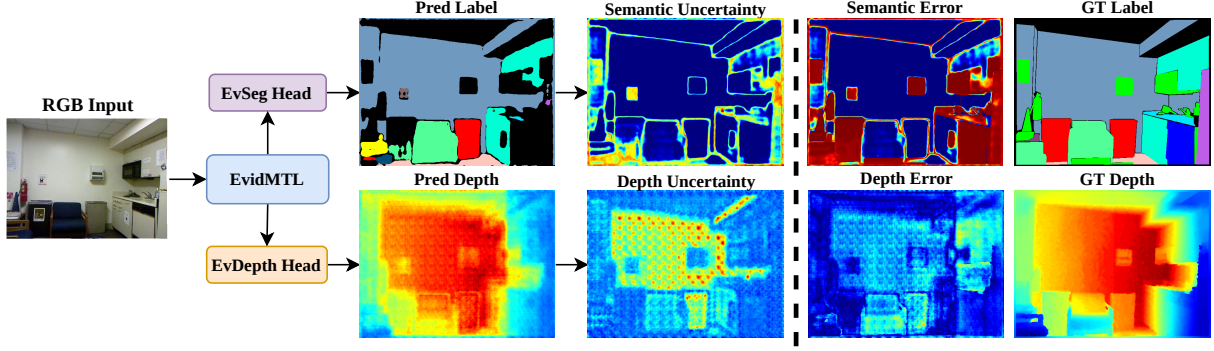 Pred Label
Semantic Uncertainty
Semantic Error
GT Label
EvSeg Head
RGB Input
EvidMTL
Pred Depth
Depth Uncertainty
Depth Error
GT Depth
EvDepth Head